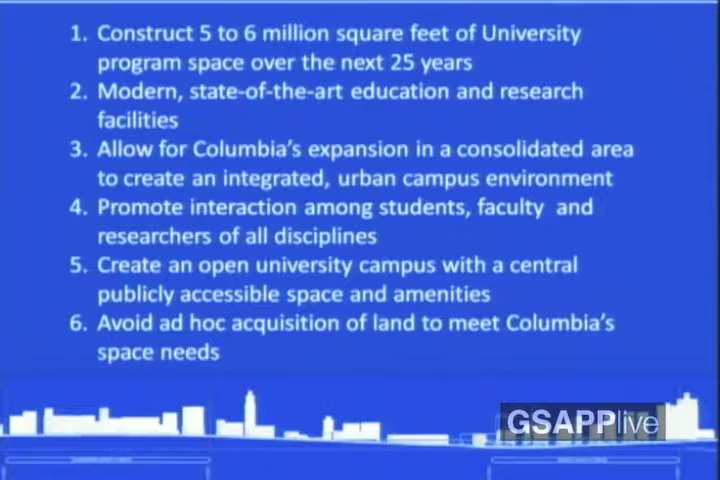 1. Construct 5 to 6 million square feet of University
program space over the next 25 years
2. Modern, state-of-the-art education and research
facilities
3. Allow for Columbia's expansion in a consolidated area
to create an integrated, urban campus environment
4. Promote interaction among students, faculty and
researchers of all disciplines
5. Create an open university campus with a central
publicly accessible space and amenities
6. Avoid ad hoc acquisition of land to meet Columbia's
space needs
GSAPPlive